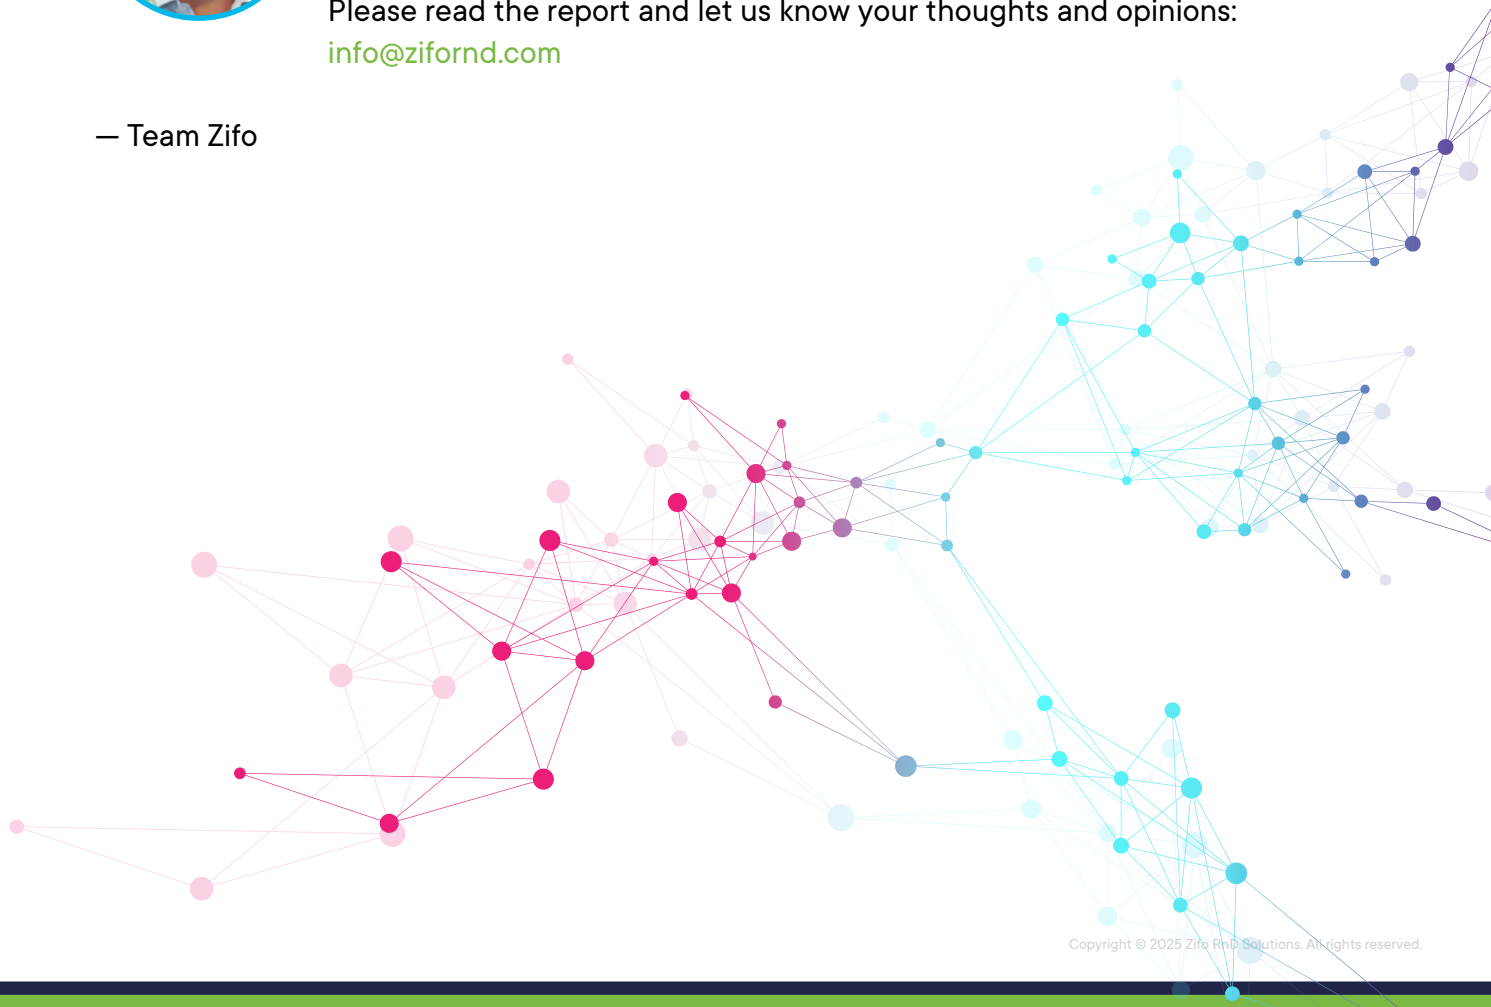 Please read the report and let us know your thoughts and opinions:
info@zifornd.com
— Team Zifo
Copyright © 2025 Zifo RnD Solutions. All rights reserved.